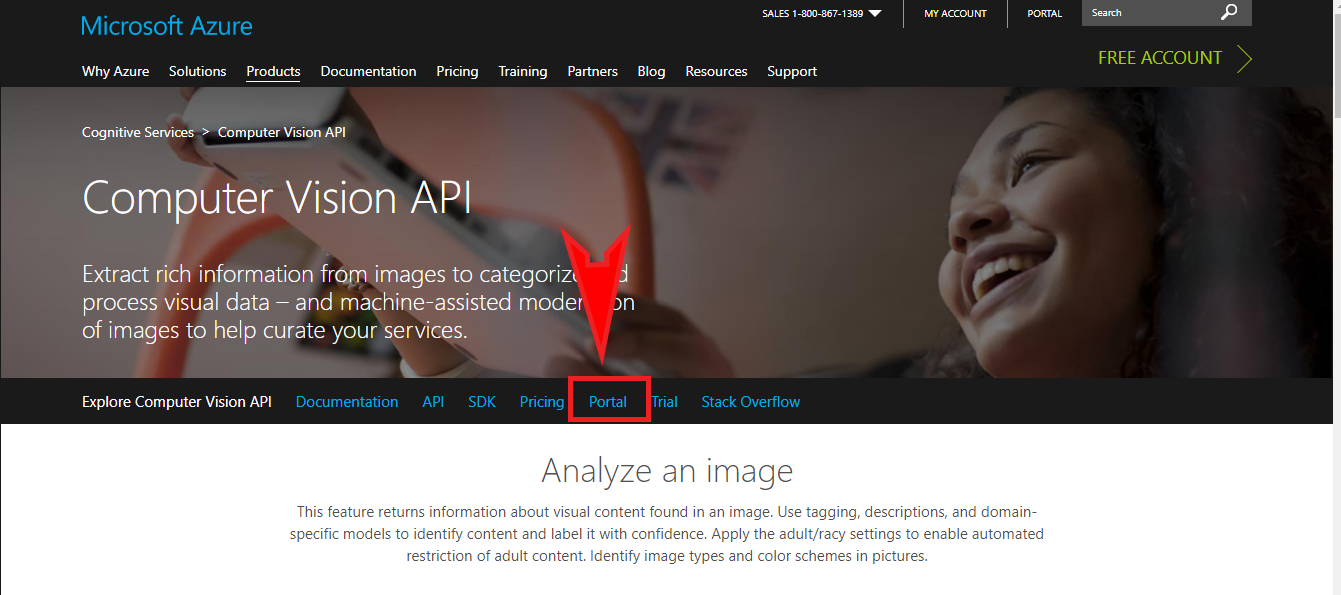 Microsoft Azure
SALES 1-800-867-1389
MY ACCOUNT
PORTAL
Search
Why Azure
Solutions
Products
Documentation
Pricing
Training
Partners
Blog
Resources
Support
FREE ACCOUNT
Cognitive Services > Computer Vision API
Computer Vision API
Extract rich information from images to categorize
process visual data – and machine-assisted
of images to help curate your services.
Explore Computer Vision API
Documentation
API
SDK
Pricing
Portal
Trial
Stack Overflow
Analyze an image
This feature returns information about visual content found in an image. Use tagging, descriptions, and domain-
specific models to identify content and label it with confidence. Apply the adult/racy settings to enable automated
restriction of adult content. Identify image types and color schemes in pictures.